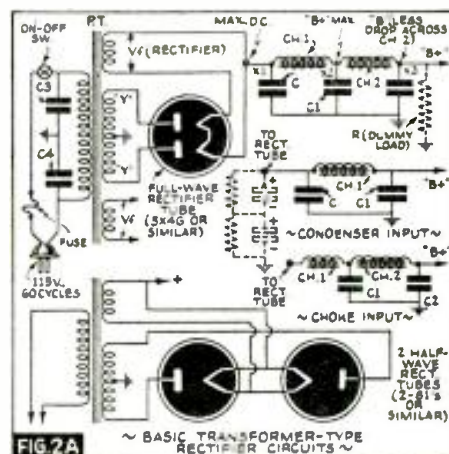 ON-OFF
SW.
C3
C4
FUSE
115V.
60 CYCLES
P.T.
Vf (RECTIFIER)
"Y"
"Y"
Vf
FULL-WAVE
RECTIFIER
TUBE
(5X4G OR
SIMILAR)
MAX. DC
"B+" MAX
"B" LESS
DROP ACROSS
CH. 2)
"B+"
CH.1
CH.2
C
C1
R (DUMMY
LOAD)
TO
RECT
TUBE
CH.1
"B+"
C
C1
~ CONDENSER INPUT ~
TO
RECT
TUBE
CH.1
CH.2
"B+"
C1
C2
~ CHOKE INPUT ~
2 HALF-
WAVE
RECT
TUBES
(2-81'S
OR
SIMILAR)
~ BASIC TRANSFORMER-TYPE
RECTIFIER CIRCUITS ~
FIG. 2A